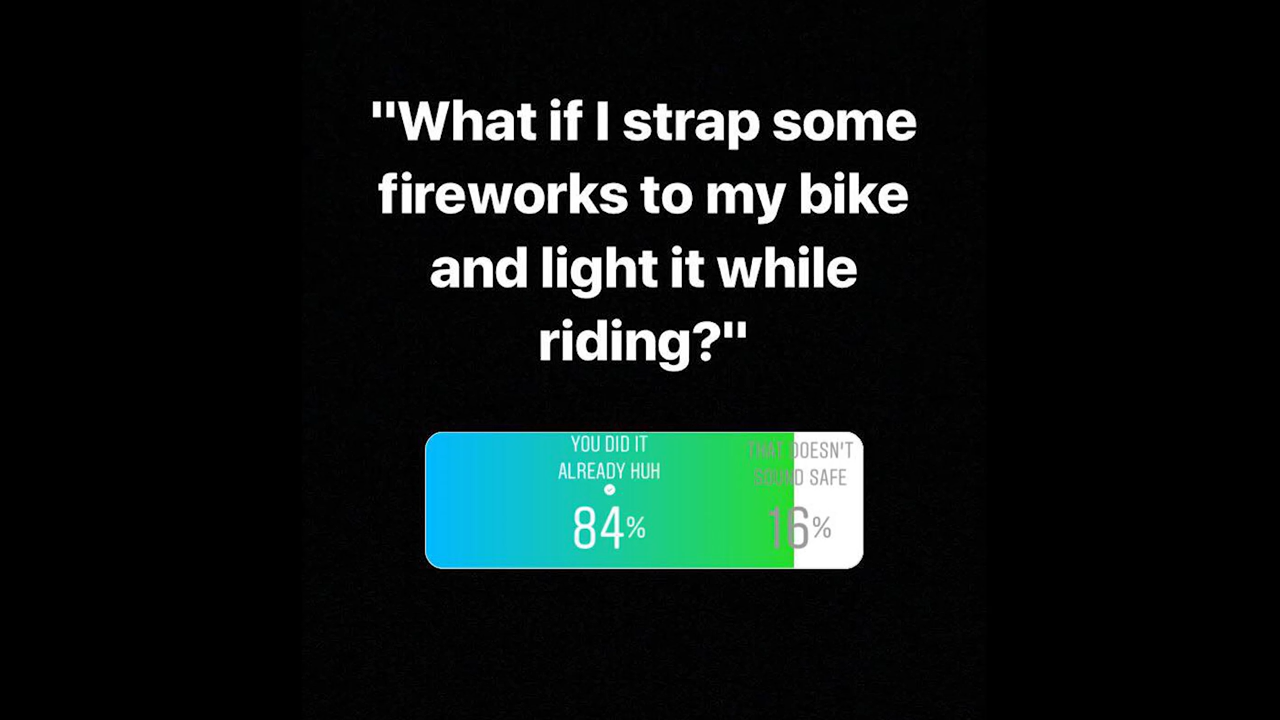 "What if I strap some
fireworks to my bike
and light it while
riding?"
YOU DID IT
ALREADY HUH
84%
THAT DOESN'T
SOUND SAFE
16%